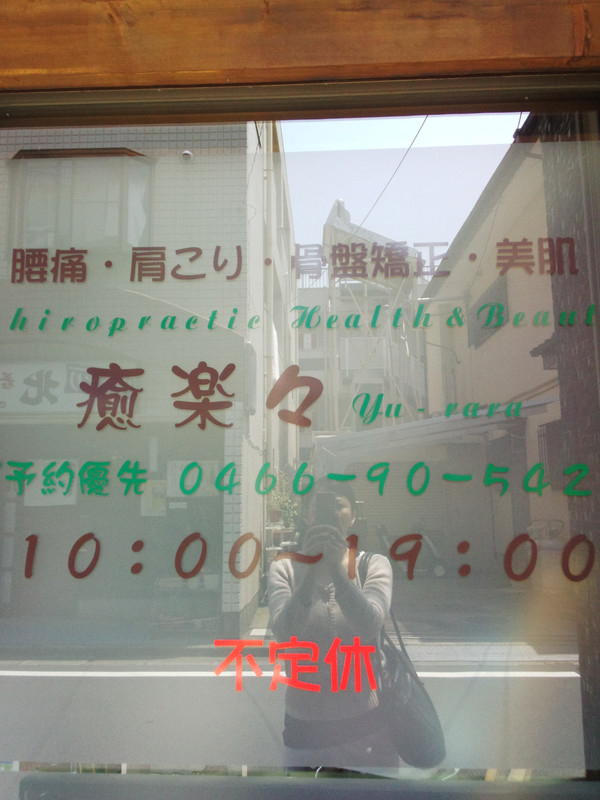 腰痛・肩こり・骨盤矯正・美肌
hiropractic Health & Beaut
癒楽々 Yu-rara
予約優先 0466-90-542
10:00~19:00
不定休
北